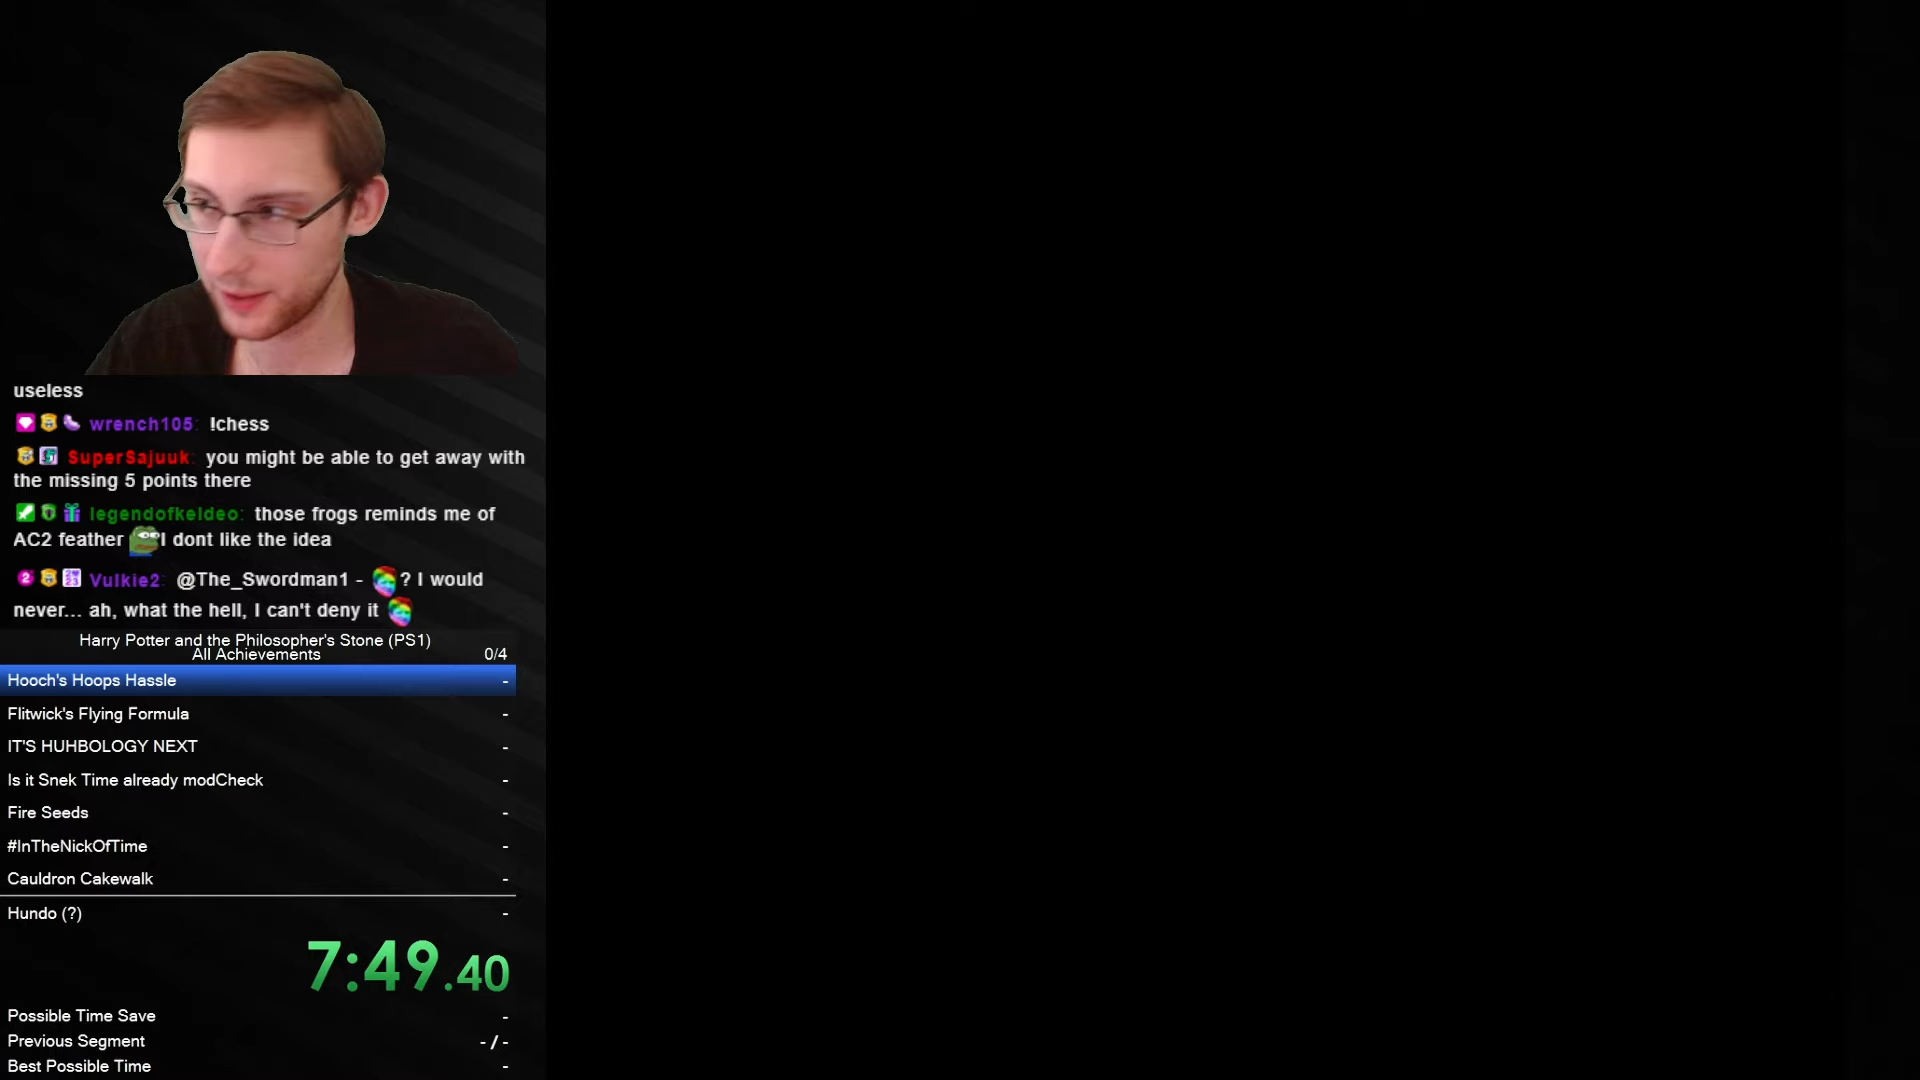 useless
wrench105: !chess
SuperSajuuk: you might be able to get away with
the missing 5 points there
legendofkeldeo: those frogs reminds me of
AC2 feather I dont like the idea
Vulkie2: @The_Swordman1 - ? I would
never... ah, what the hell, I can't deny it
Harry Potter and the Philosopher's Stone (PS1)
All Achievements 0/4
Hooch's Hoops Hassle -
Flitwick's Flying Formula -
IT'S HUHBOLOGY NEXT -
Is it Snek Time already modCheck -
Fire Seeds -
#InTheNickOfTime -
Cauldron Cakewalk -
Hundo (?) -
7:49.40
Possible Time Save -
Previous Segment - / -
Best Possible Time -